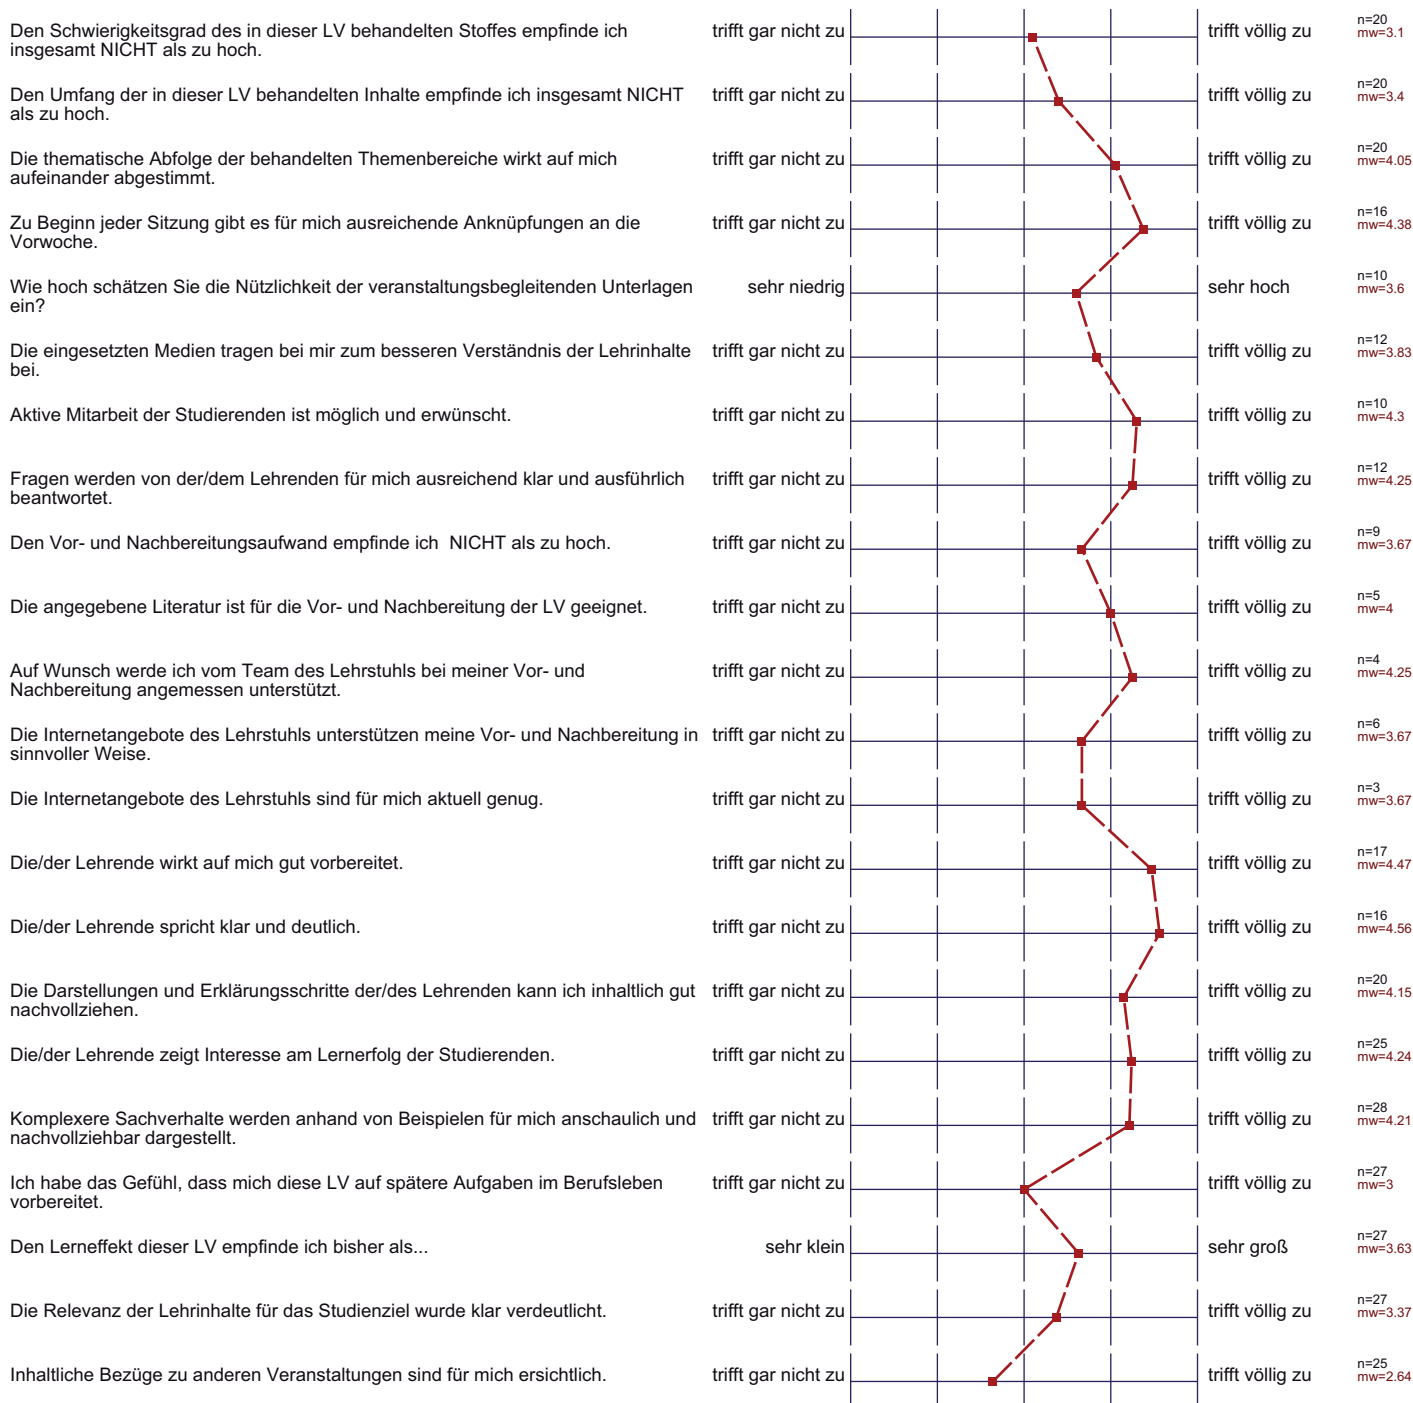 Den Schwierigkeitsgrad des in dieser LV behandelten Stoffes empfinde ich
insgesamt NICHT als zu hoch.
trifft gar nicht zu
trifft völlig zu
n=20
mw=3.1
Den Umfang der in dieser LV behandelten Inhalte empfinde ich insgesamt NICHT
als zu hoch.
trifft gar nicht zu
trifft völlig zu
n=20
mw=3.4
Die thematische Abfolge der behandelten Themenbereiche wirkt auf mich
aufeinander abgestimmt.
trifft gar nicht zu
trifft völlig zu
n=20
mw=4.05
Zu Beginn jeder Sitzung gibt es für mich ausreichende Anknüpfungen an die
Vorwoche.
trifft gar nicht zu
trifft völlig zu
n=16
mw=4.38
Wie hoch schätzen Sie die Nützlichkeit der veranstaltungsbegleitenden Unterlagen
ein?
sehr niedrig
sehr hoch
n=10
mw=3.6
Die eingesetzten Medien tragen bei mir zum besseren Verständnis der Lehrinhalte
bei.
trifft gar nicht zu
trifft völlig zu
n=12
mw=3.83
Aktive Mitarbeit der Studierenden ist möglich und erwünscht.
trifft gar nicht zu
trifft völlig zu
n=10
mw=4.3
Fragen werden von der/dem Lehrenden für mich ausreichend klar und ausführlich
beantwortet.
trifft gar nicht zu
trifft völlig zu
n=12
mw=4.25
Den Vor- und Nachbereitungsaufwand empfinde ich  NICHT als zu hoch.
trifft gar nicht zu
trifft völlig zu
n=9
mw=3.67
Die angegebene Literatur ist für die Vor- und Nachbereitung der LV geeignet.
trifft gar nicht zu
trifft völlig zu
n=5
mw=4
Auf Wunsch werde ich vom Team des Lehrstuhls bei meiner Vor- und
Nachbereitung angemessen unterstützt.
trifft gar nicht zu
trifft völlig zu
n=4
mw=4.25
Die Internetangebote des Lehrstuhls unterstützen meine Vor- und Nachbereitung in
sinnvoller Weise.
trifft gar nicht zu
trifft völlig zu
n=6
mw=3.67
Die Internetangebote des Lehrstuhls sind für mich aktuell genug.
trifft gar nicht zu
trifft völlig zu
n=3
mw=3.67
Die/der Lehrende wirkt auf mich gut vorbereitet.
trifft gar nicht zu
trifft völlig zu
n=17
mw=4.47
Die/der Lehrende spricht klar und deutlich.
trifft gar nicht zu
trifft völlig zu
n=16
mw=4.56
Die Darstellungen und Erklärungsschritte der/des Lehrenden kann ich inhaltlich gut
nachvollziehen.
trifft gar nicht zu
trifft völlig zu
n=20
mw=4.15
Die/der Lehrende zeigt Interesse am Lernerfolg der Studierenden.
trifft gar nicht zu
trifft völlig zu
n=25
mw=4.24
Komplexere Sachverhalte werden anhand von Beispielen für mich anschaulich und
nachvollziehbar dargestellt.
trifft gar nicht zu
trifft völlig zu
n=28
mw=4.21
Ich habe das Gefühl, dass mich diese LV auf spätere Aufgaben im Berufsleben
vorbereitet.
trifft gar nicht zu
trifft völlig zu
n=27
mw=3
Den Lerneffekt dieser LV empfinde ich bisher als...
sehr klein
sehr groß
n=27
mw=3.63
Die Relevanz der Lehrinhalte für das Studienziel wurde klar verdeutlicht.
trifft gar nicht zu
trifft völlig zu
n=27
mw=3.37
Inhaltliche Bezüge zu anderen Veranstaltungen sind für mich ersichtlich.
trifft gar nicht zu
trifft völlig zu
n=25
mw=2.64